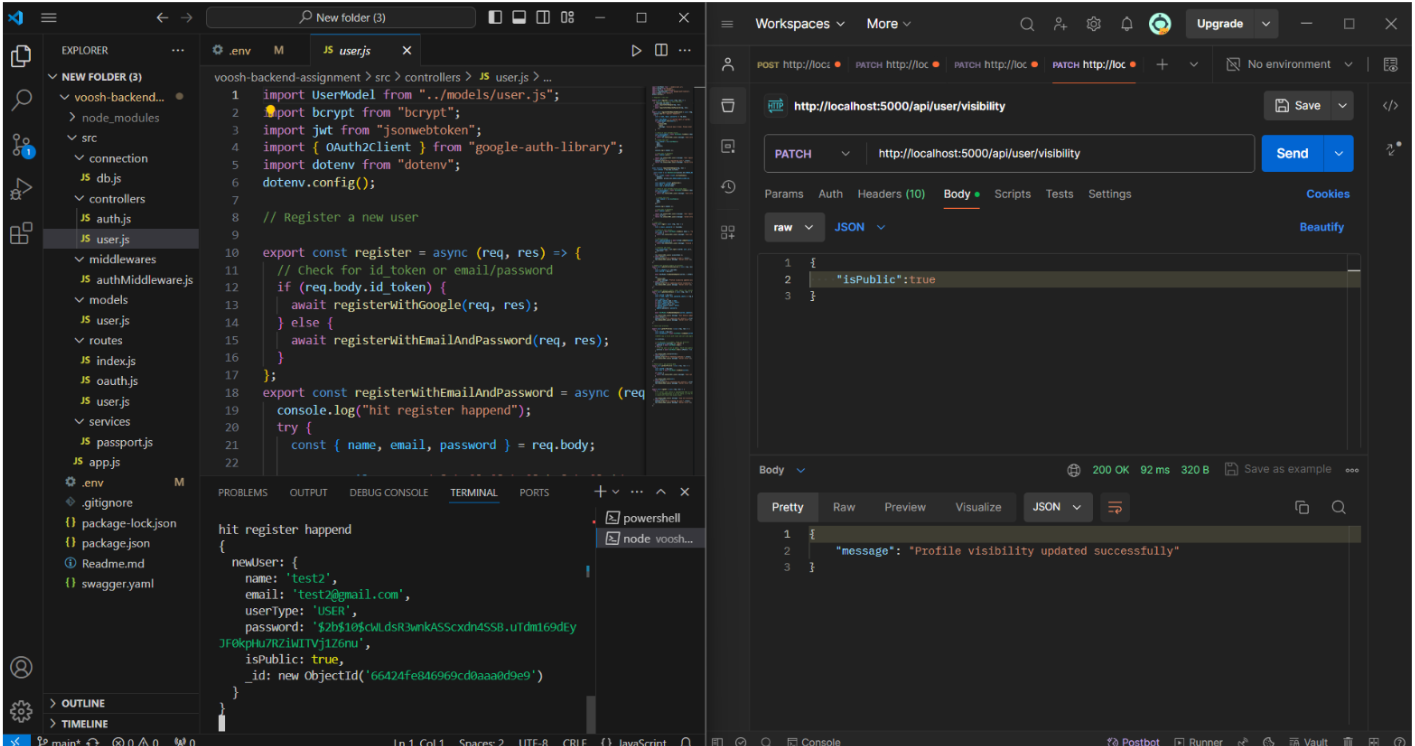 New folder (3)
EXPLORER
NEW FOLDER (3)
voosh-backend...
node_modules
src
connection
JS db.js
controllers
JS auth.js
JS user.js
middlewares
JS authMiddleware.js
models
JS user.js
routes
JS index.js
JS oauth.js
JS user.js
services
JS passport.js
JS app.js
.env M
.gitignore
{} package-lock.json
{} package.json
Readme.md
{} swagger.yaml
OUTLINE
TIMELINE
1
.env M JS user.js
voosh-backend-assignment > src > controllers > JS user.js > ...
1 import UserModel from "../models/user.js";
2 import bcrypt from "bcrypt";
3 import jwt from "jsonwebtoken";
4 import { OAuth2Client } from "google-auth-library";
5 import dotenv from "dotenv";
6 dotenv.config();
7
8 // Register a new user
9
10 export const register = async (req, res) => {
11 // Check for id_token or email/password
12 if (req.body.id_token) {
13 await registerWithGoogle(req, res);
14 } else {
15 await registerWithEmailAndPassword(req, res);
16 }
17 };
18 export const registerWithEmailAndPassword = async (req
19 console.log("hit register happend");
20 try {
21 const { name, email, password } = req.body;
22
PROBLEMS OUTPUT DEBUG CONSOLE TERMINAL PORTS
powershell
node voosh...
hit register happend
{
newUser: {
name: 'test2',
email: 'test2@gmail.com',
userType: 'USER',
password: '$2b$10$cWLdsR3wnkASScxdn4SSB.uTdm169dEy
JF0kpHu7RZiWITVj1Z6nu',
isPublic: true,
_id: new ObjectId('66424fe846969cd0aaa0d9e9')
}
}
main* 0 0 0 Ln 1, Col 1 Spaces: 2 UTF-8 CRLF {} JavaScript
Workspaces More Upgrade
POST http://loca PATCH http://loc PATCH http://loc PATCH http://loc No environment
HTTP http://localhost:5000/api/user/visibility Save
PATCH http://localhost:5000/api/user/visibility Send
Params Auth Headers (10) Body Scripts Tests Settings Cookies
raw JSON Beautify
1 {
2 "isPublic":true
3 }
Body 200 OK 92 ms 320 B Save as example
Pretty Raw Preview Visualize JSON
1 {
2 "message": "Profile visibility updated successfully"
3 }
Console Postbot Runner Vault